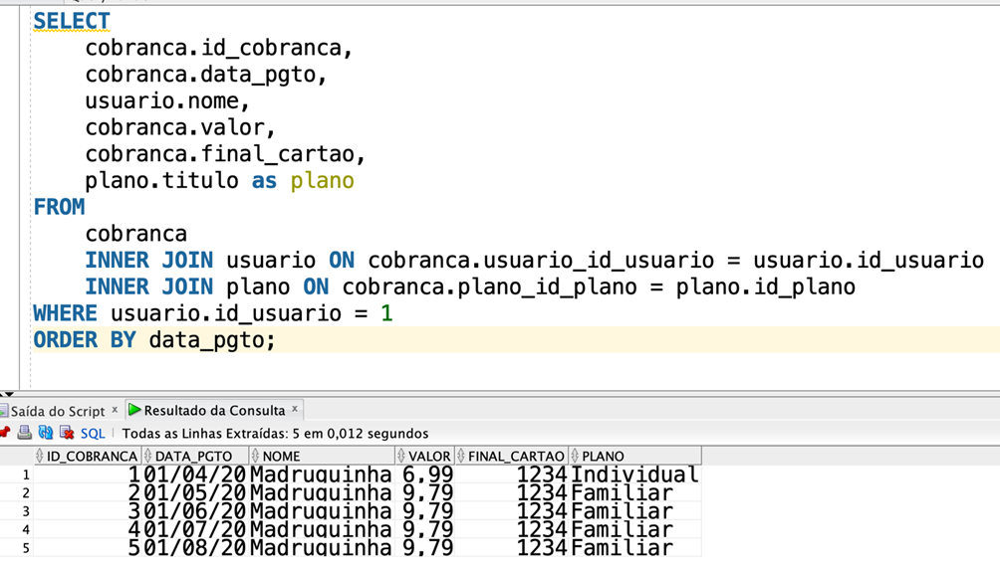 SELECT
cobranca.id_cobranca,
cobranca.data_pgto,
usuario.nome,
cobranca.valor,
cobranca.final_cartao,
plano.titulo as plano
FROM
cobranca
INNER JOIN usuario ON cobranca.usuario_id_usuario = usuario.id_usuario
INNER JOIN plano ON cobranca.plano_id_plano = plano.id_plano
WHERE usuario.id_usuario = 1
ORDER BY data_pgto;
Saída do Script x Resultado da Consulta x
SQL | Todas as Linhas Extraídas: 5 em 0,012 segundos
ID_COBRANCA DATA_PGTO NOME VALOR FINAL_CARTAO PLANO
1 1 01/04/20 Madruguinha 6,99 1234 Individual
2 2 01/05/20 Madruguinha 9,79 1234 Familiar
3 3 01/06/20 Madruguinha 9,79 1234 Familiar
4 4 01/07/20 Madruguinha 9,79 1234 Familiar
5 5 01/08/20 Madruguinha 9,79 1234 Familiar